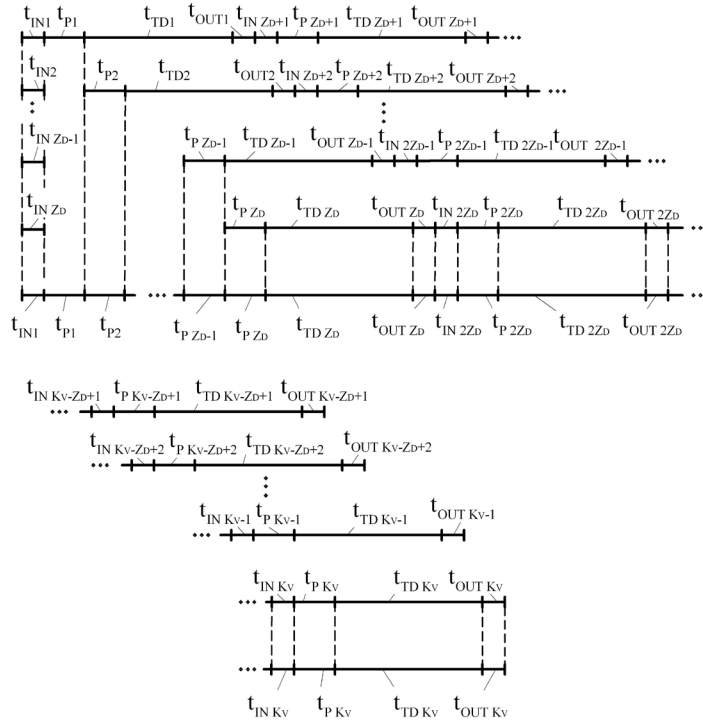 tIN1 tP1 tTD1 tOUT1 tIN ZD+1 tP ZD+1 tTD ZD+1 tOUT ZD+1
tIN2 tP2 tTD2 tOUT2 tIN ZD+2 tP ZD+2 tTD ZD+2 tOUT ZD+2
tIN ZD-1 tP ZD-1 tTD ZD-1 tOUT ZD-1 tIN 2ZD-1 tP 2ZD-1 tTD 2ZD-1 tOUT 2ZD-1
tIN ZD tP ZD tTD ZD tOUT ZD tIN 2ZD tP 2ZD tTD 2ZD tOUT 2ZD
tIN1 tP1 tP2 tP ZD-1 tP ZD tTD ZD tOUT ZD tIN 2ZD tP 2ZD tTD 2ZD tOUT 2ZD
tIN KV-ZD+1 tP KV-ZD+1 tTD KV-ZD+1 tOUT KV-ZD+1
tIN KV-ZD+2 tP KV-ZD+2 tTD KV-ZD+2 tOUT KV-ZD+2
tIN KV-1 tP KV-1 tTD KV-1 tOUT KV-1
tIN KV tP KV tTD KV tOUT KV
tIN KV tP KV tTD KV tOUT KV